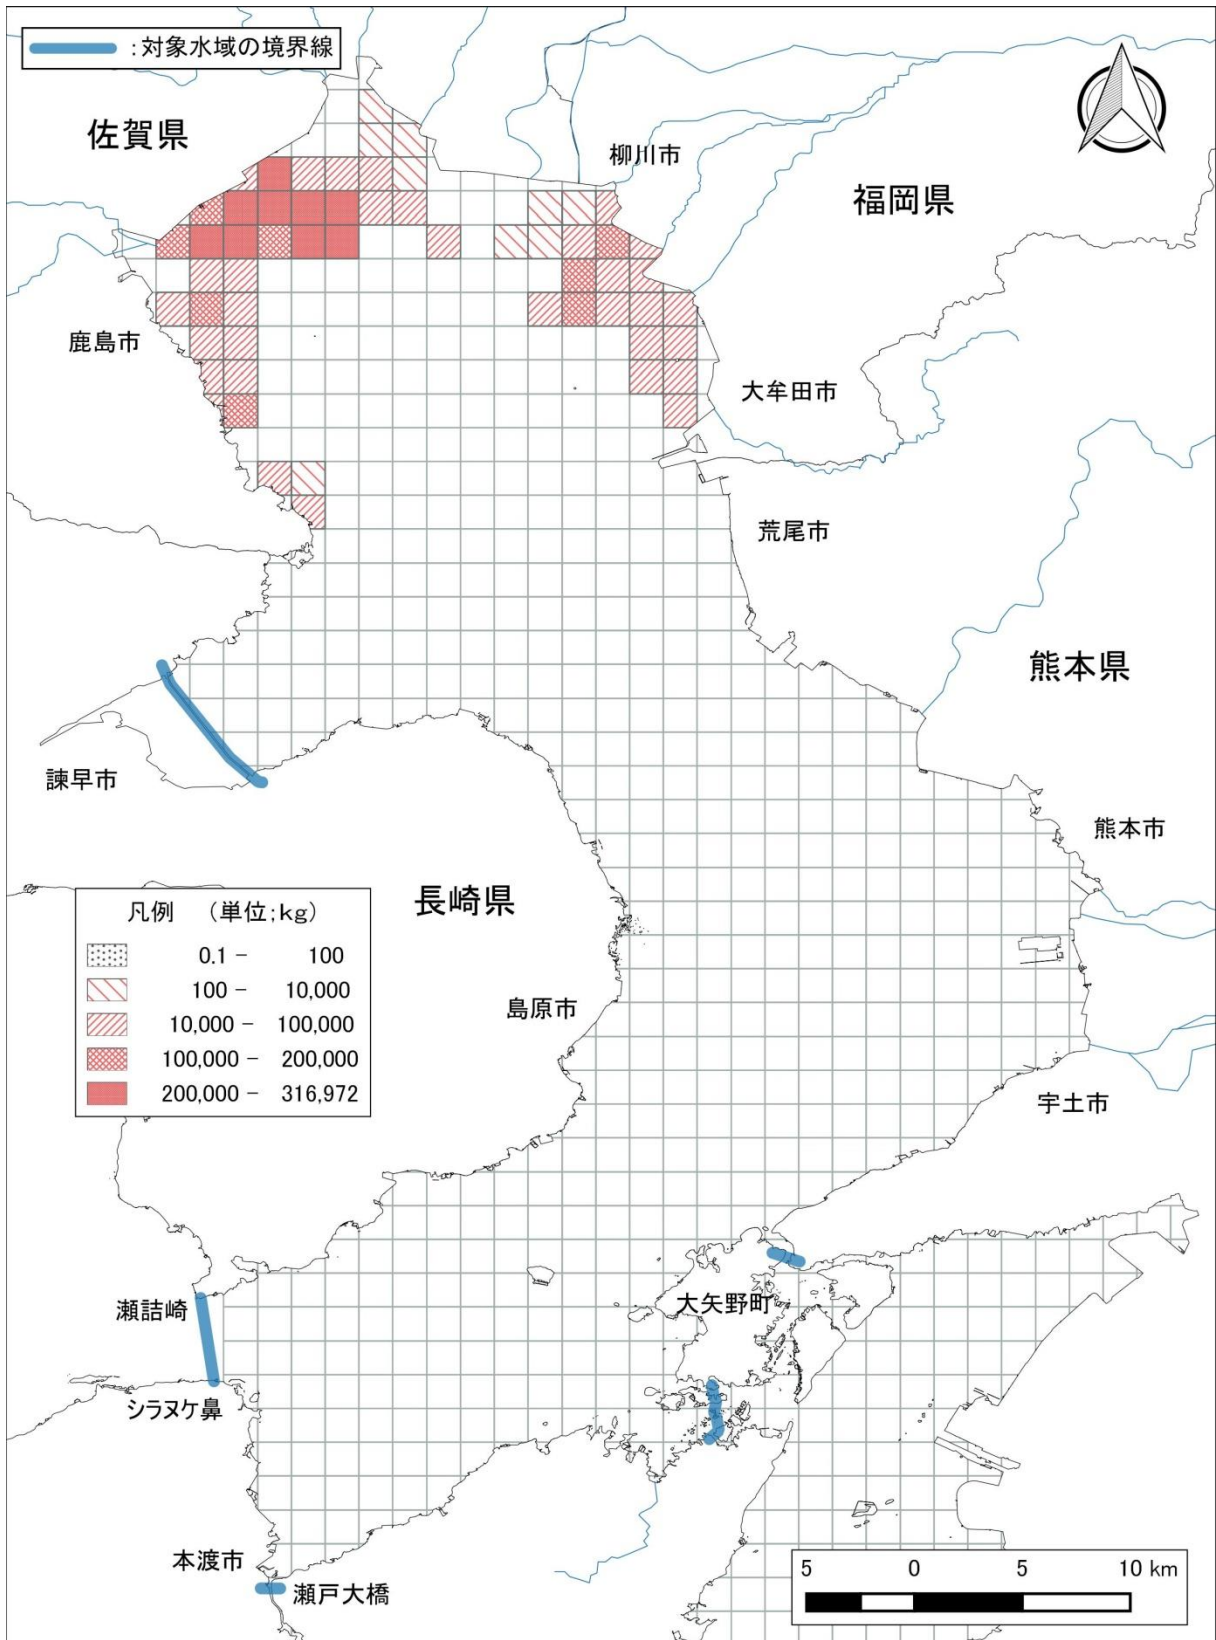 :対象水域の境界線
佐賀県
柳川市
福岡県
鹿島市
大牟田市
荒尾市
熊本県
諫早市
熊本市
長崎県
凡例 (単位;kg)
0.1 - 100
100 - 10,000
10,000 - 100,000
100,000 - 200,000
200,000 - 316,972
島原市
宇土市
瀬詰崎
大矢野町
シラヌケ鼻
本渡市
瀬戸大橋
5 0 5 10 km